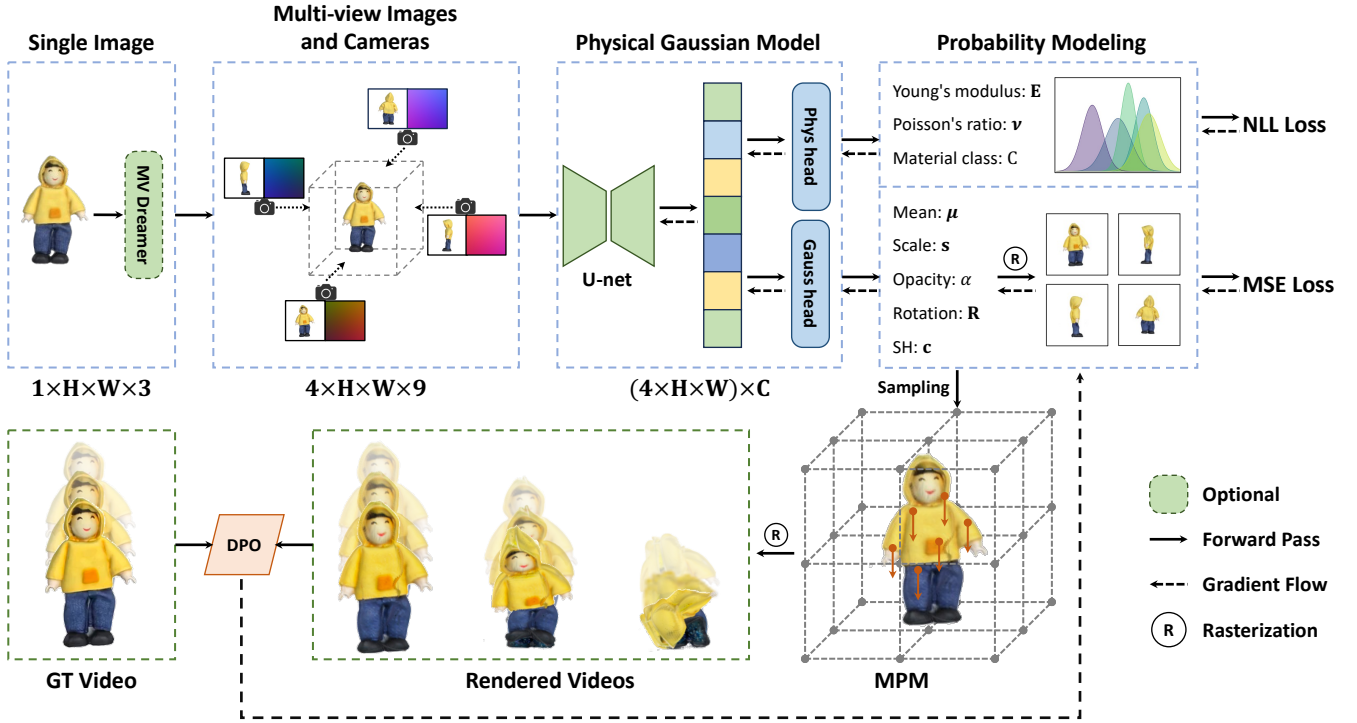 Single Image
Multi-view Images
and Cameras
Physical Gaussian Model
Probability Modeling
MV Dreamer
U-net
Phys head
Gauss head
Young's modulus: E
Poisson's ratio: ν
Material class: C
NLL Loss
Mean: μ
Scale: s
Opacity: α
Rotation: R
SH: c
R
MSE Loss
1×H×W×3
4×H×W×9
(4×H×W)×C
Sampling
DPO
R
Optional
Forward Pass
Gradient Flow
R Rasterization
GT Video
Rendered Videos
MPM